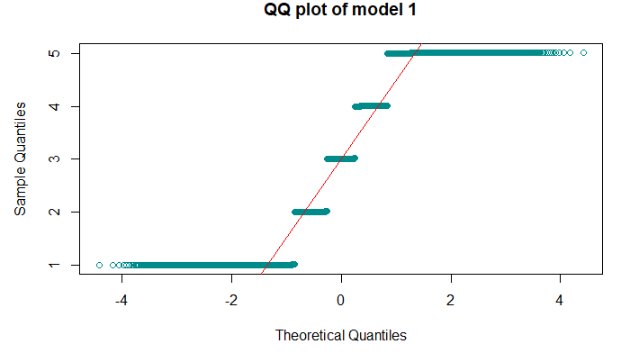 QQ plot of model 1
Sample Quantiles
5
4
3
2
1
-4 -2 0 2 4
Theoretical Quantiles